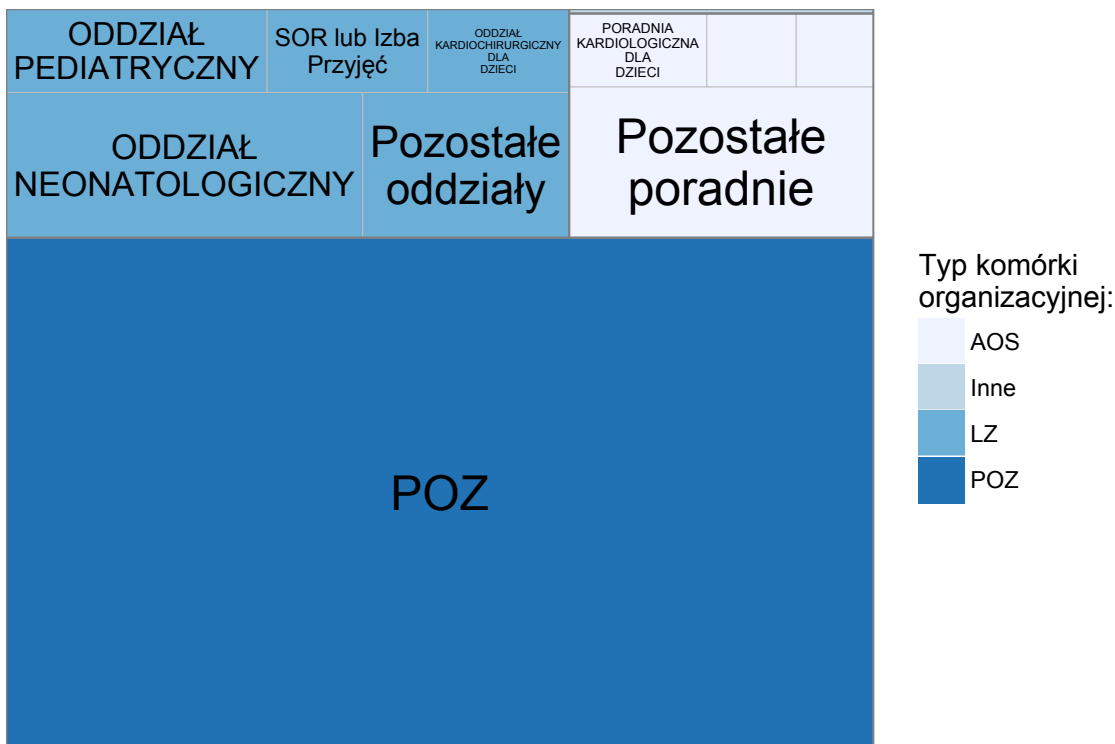 ODDZIAŁ
PEDIATRYCZNY
SOR lub Izba
Przyjęć
ODDZIAŁ
KARDIOCHIRURGICZNY
DLA
DZIECI
PORADNIA
KARDIOLOGICZNA
DLA
DZIECI
ODDZIAŁ
NEONATOLOGICZNY
Pozostałe
oddziały
Pozostałe
poradnie
POZ
Typ komórki
organizacyjnej:
AOS
Inne
LZ
POZ